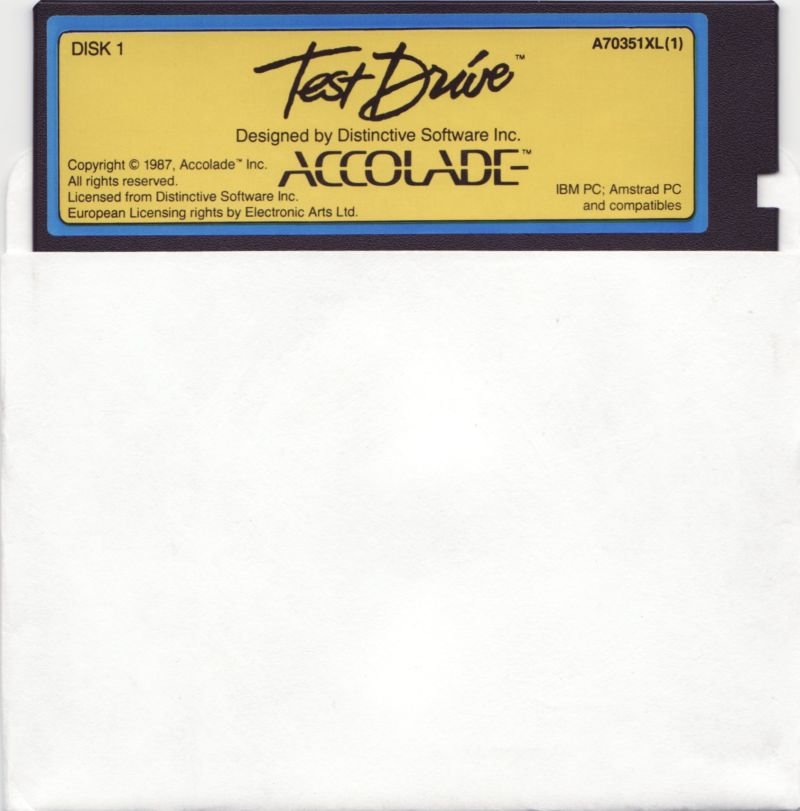 DISK 1
A70351XL(1)
Test Drive™
Designed by Distinctive Software Inc.
ACCOLADE™
Copyright © 1987, Accolade™ Inc.
All rights reserved.
Licensed from Distinctive Software Inc.
European Licensing rights by Electronic Arts Ltd.
IBM PC; Amstrad PC
and compatibles